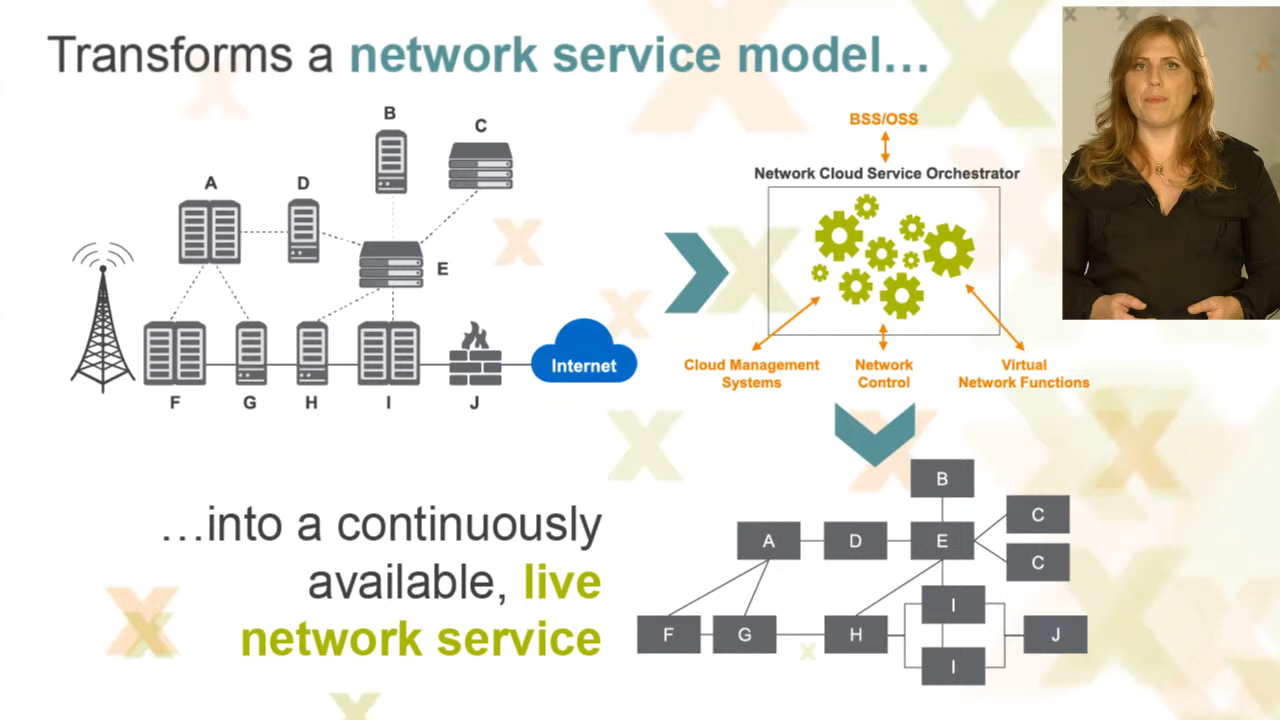 Transforms a network service model…
B
C
A
D
E
Internet
F
G
H
I
J
BSS/OSS
Network Cloud Service Orchestrator
Cloud Management
Systems
Network
Control
Virtual
Network Functions
…into a continuously
available, live
network service
B
C
A
D
E
C
I
F
G
H
J
I